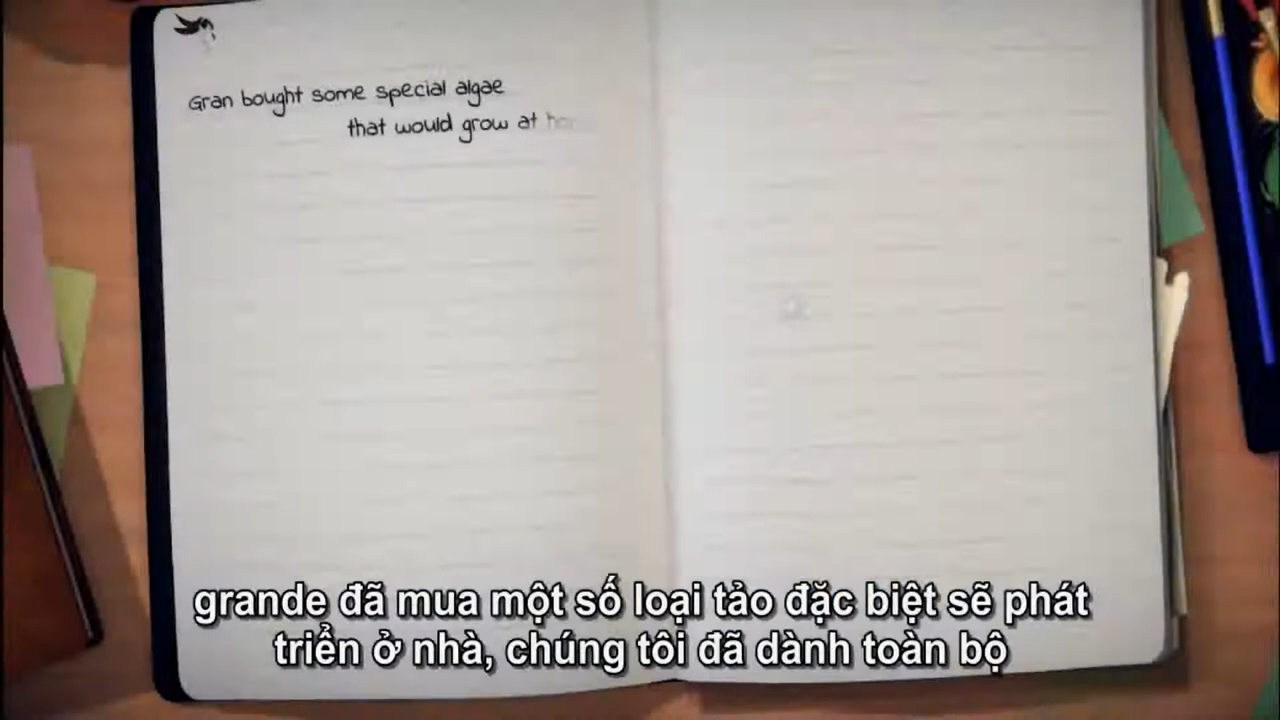 Gran bought some special algae
that would grow at
grande đã mua một số loại tảo đặc biệt sẽ phát
triển ở nhà, chúng tôi đã dành toàn bộ